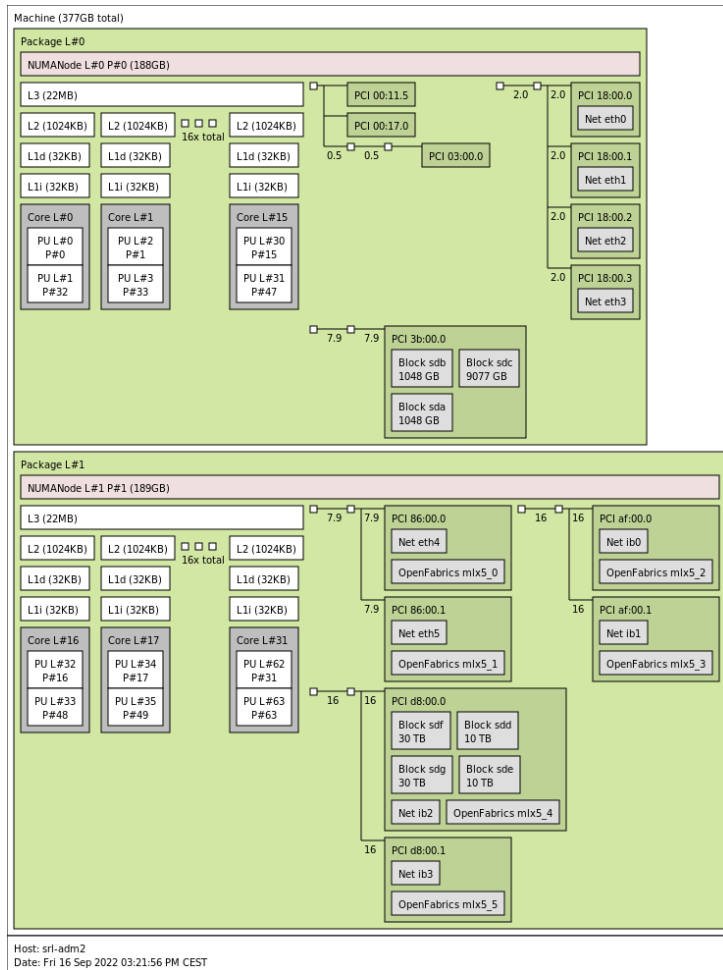 Machine (377GB total)
Package L#0
NUMANode L#0 P#0 (188GB)
L3 (22MB)
L2 (1024KB) L2 (1024KB) L2 (1024KB)
16x total
L1d (32KB) L1d (32KB) L1d (32KB)
L1i (32KB) L1i (32KB) L1i (32KB)
Core L#0
PU L#0
P#0
PU L#1
P#32
Core L#1
PU L#2
P#1
PU L#3
P#33
Core L#15
PU L#30
P#15
PU L#31
P#47
PCI 00:11.5
PCI 00:17.0
0.5 0.5 PCI 03:00.0
2.0 2.0 PCI 18:00.0
Net eth0
2.0 PCI 18:00.1
Net eth1
2.0 PCI 18:00.2
Net eth2
2.0 PCI 18:00.3
Net eth3
7.9 7.9 PCI 3b:00.0
Block sdb
1048 GB
Block sdc
9077 GB
Block sda
1048 GB
Package L#1
NUMANode L#1 P#1 (189GB)
L3 (22MB)
L2 (1024KB) L2 (1024KB) L2 (1024KB)
16x total
L1d (32KB) L1d (32KB) L1d (32KB)
L1i (32KB) L1i (32KB) L1i (32KB)
Core L#16
PU L#32
P#16
PU L#33
P#48
Core L#17
PU L#34
P#17
PU L#35
P#49
Core L#31
PU L#62
P#31
PU L#63
P#63
7.9 7.9 PCI 86:00.0
Net eth4
OpenFabrics mlx5_0
7.9 PCI 86:00.1
Net eth5
OpenFabrics mlx5_1
16 16 PCI af:00.0
Net ib0
OpenFabrics mlx5_2
16 PCI af:00.1
Net ib1
OpenFabrics mlx5_3
16 16 PCI d8:00.0
Block sdf
30 TB
Block sdd
10 TB
Block sdg
30 TB
Block sde
10 TB
Net ib2 OpenFabrics mlx5_4
16 PCI d8:00.1
Net ib3
OpenFabrics mlx5_5
Host: srl-adm2
Date: Fri 16 Sep 2022 03:21:56 PM CEST